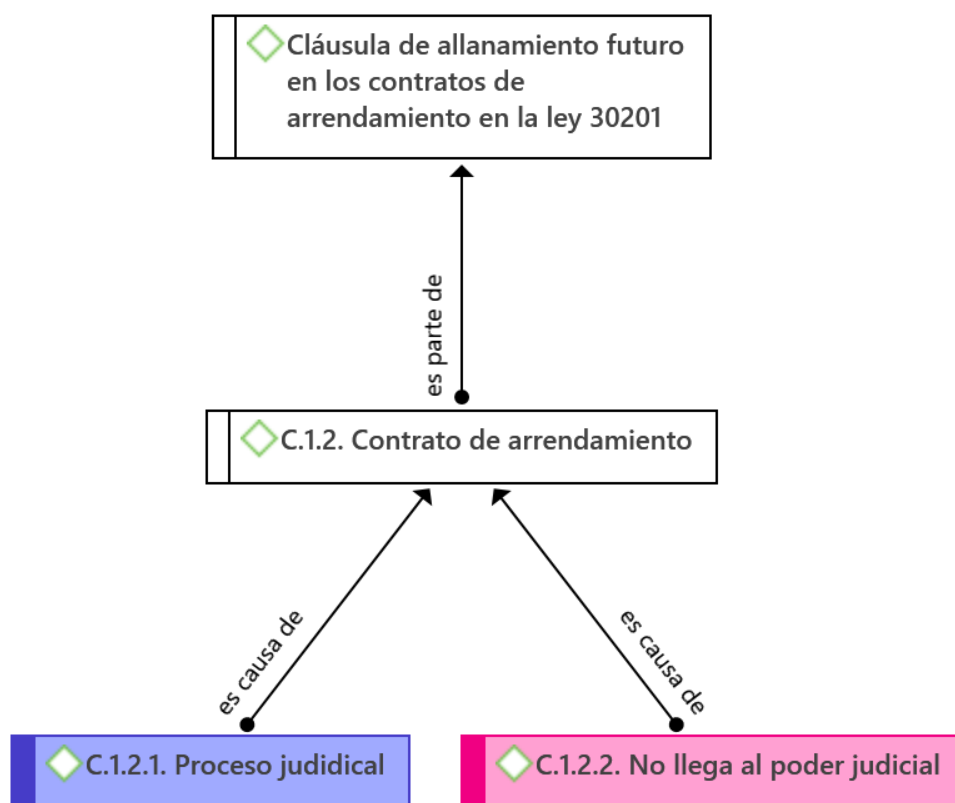 Cláusula de allanamiento futuro
en los contratos de
arrendamiento en la ley 30201
es parte de
C.1.2. Contrato de arrendamiento
es causa de
es causa de
C.1.2.1. Proceso judidical
C.1.2.2. No llega al poder judicial